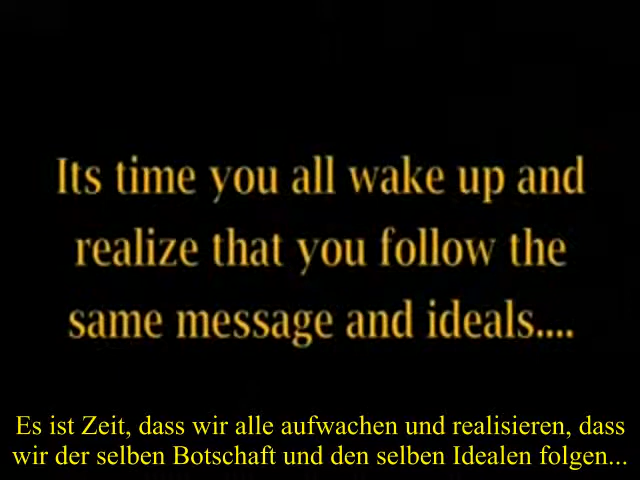 Its time you all wake up and
realize that you follow the
same message and ideals....
Es ist Zeit, dass wir alle aufwachen und realisieren, dass
wir der selben Botschaft und den selben Idealen folgen...